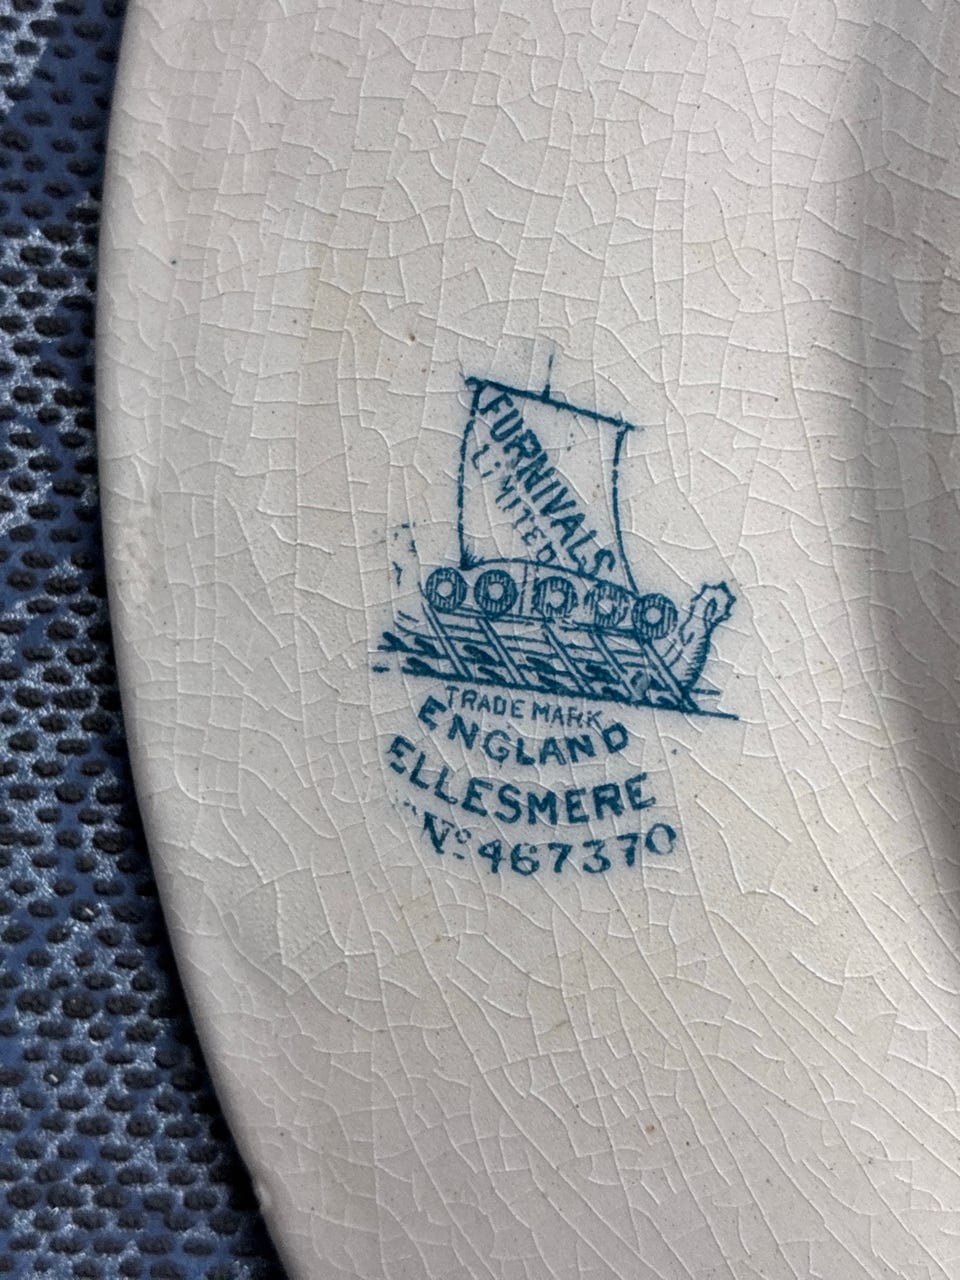 FURNIVALS
LIMITED
TRADE MARK
ENGLAND
ELLESMERE
No. 467370